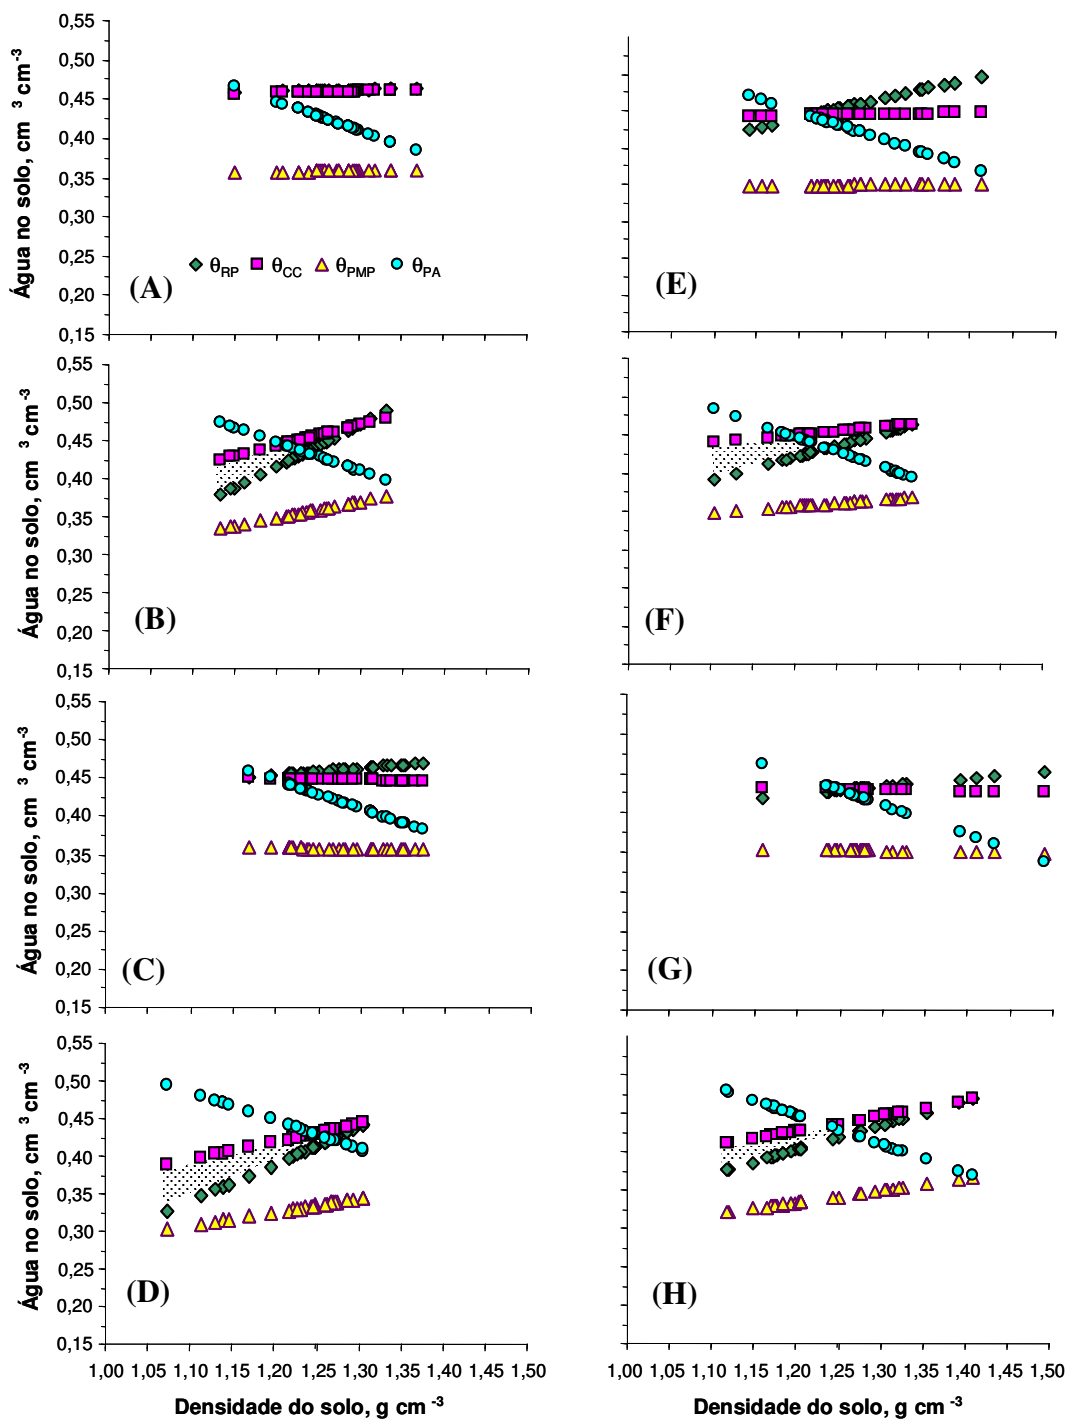 Água no solo, cm ³ cm⁻³
0,55
0,50
0,45
0,40
0,35
0,30
0,25
0,20
0,15
θRP θCC θPMP θPA
(A)
(E)
Água no solo, cm ³ cm⁻³
0,55
0,50
0,45
0,40
0,35
0,30
0,25
0,20
0,15
(B)
(F)
Água no solo, cm ³ cm⁻³
0,55
0,50
0,45
0,40
0,35
0,30
0,25
0,20
0,15
(C)
(G)
Água no solo, cm ³ cm⁻³
0,55
0,50
0,45
0,40
0,35
0,30
0,25
0,20
0,15
(D)
(H)
1,00 1,05 1,10 1,15 1,20 1,25 1,30 1,35 1,40 1,45 1,50
1,00 1,05 1,10 1,15 1,20 1,25 1,30 1,35 1,40 1,45 1,50
Densidade do solo, g cm ⁻³
Densidade do solo, g cm ⁻³